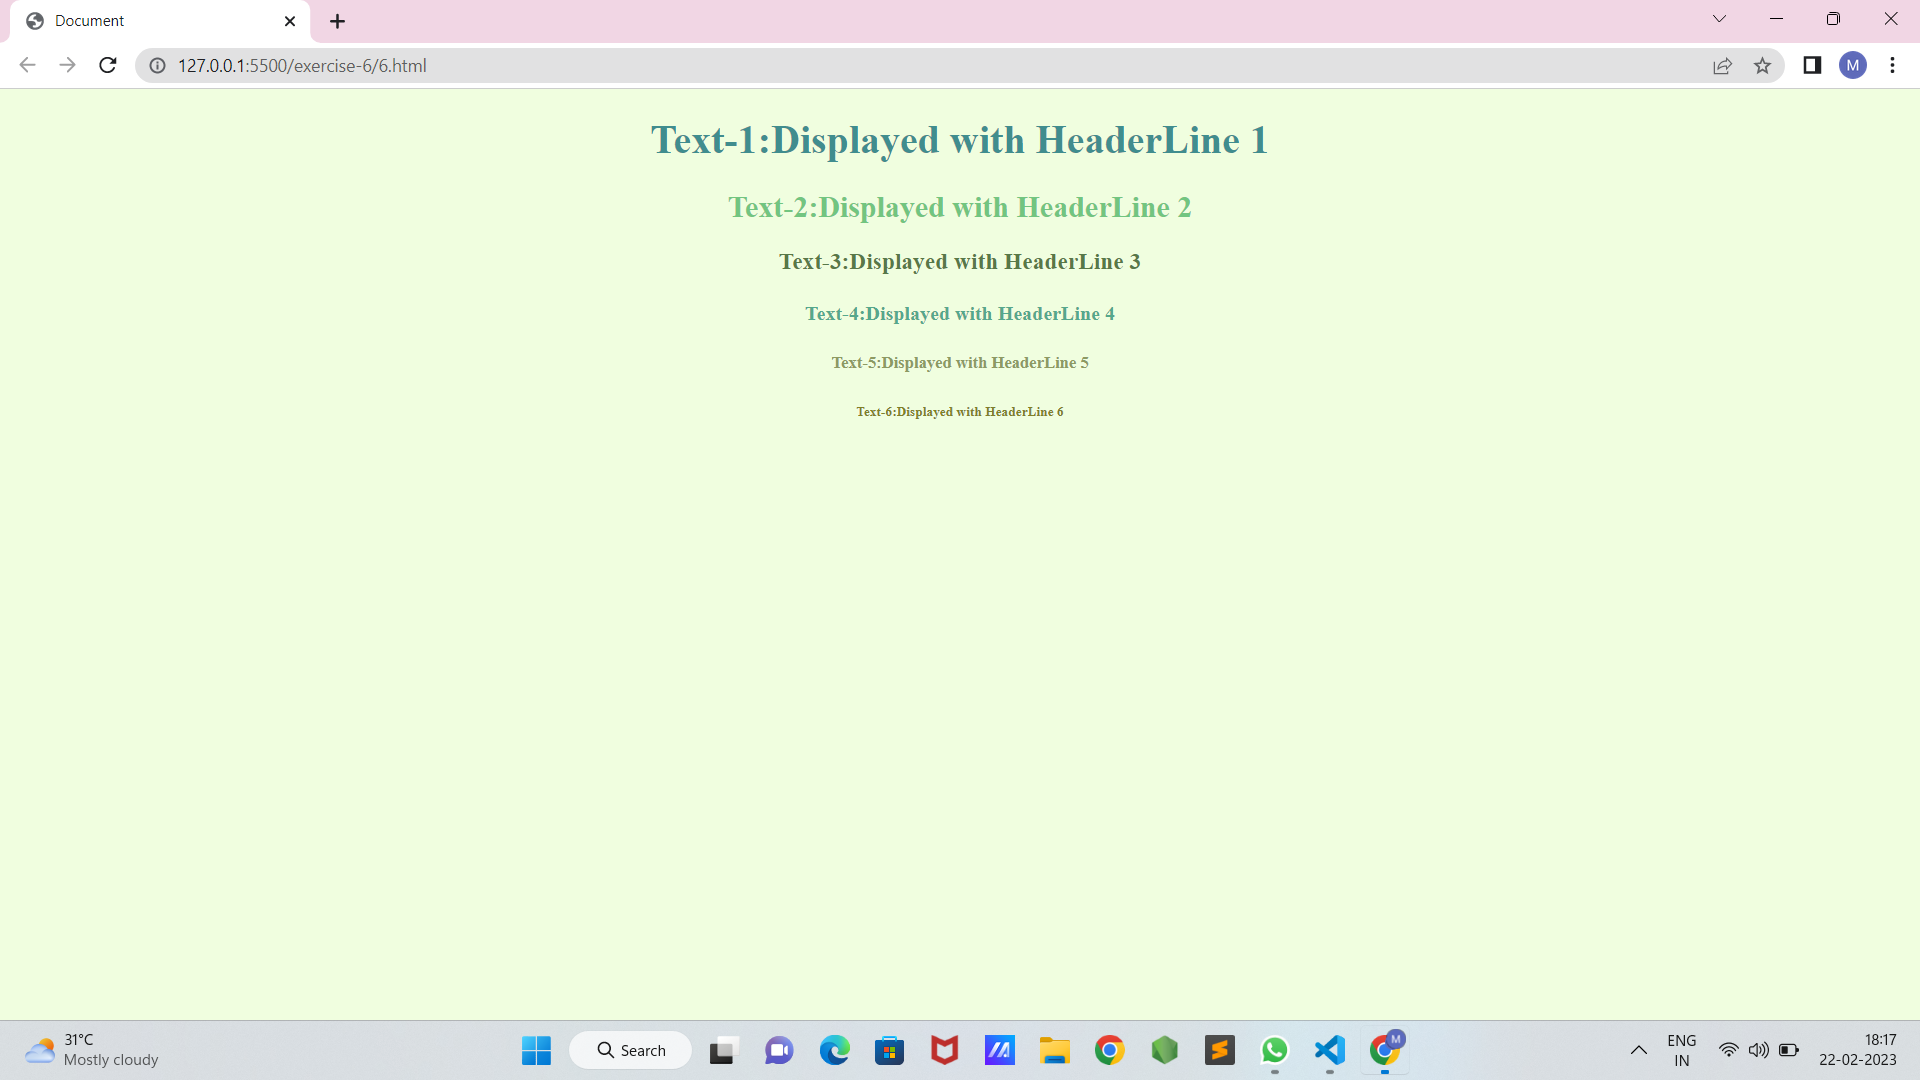 Document
127.0.0.1:5500/exercise-6/6.html
M
Text-1:Displayed with HeaderLine 1
Text-2:Displayed with HeaderLine 2
Text-3:Displayed with HeaderLine 3
Text-4:Displayed with HeaderLine 4
Text-5:Displayed with HeaderLine 5
Text-6:Displayed with HeaderLine 6
31°C
Mostly cloudy
Search
M
ENG
IN
18:17
22-02-2023